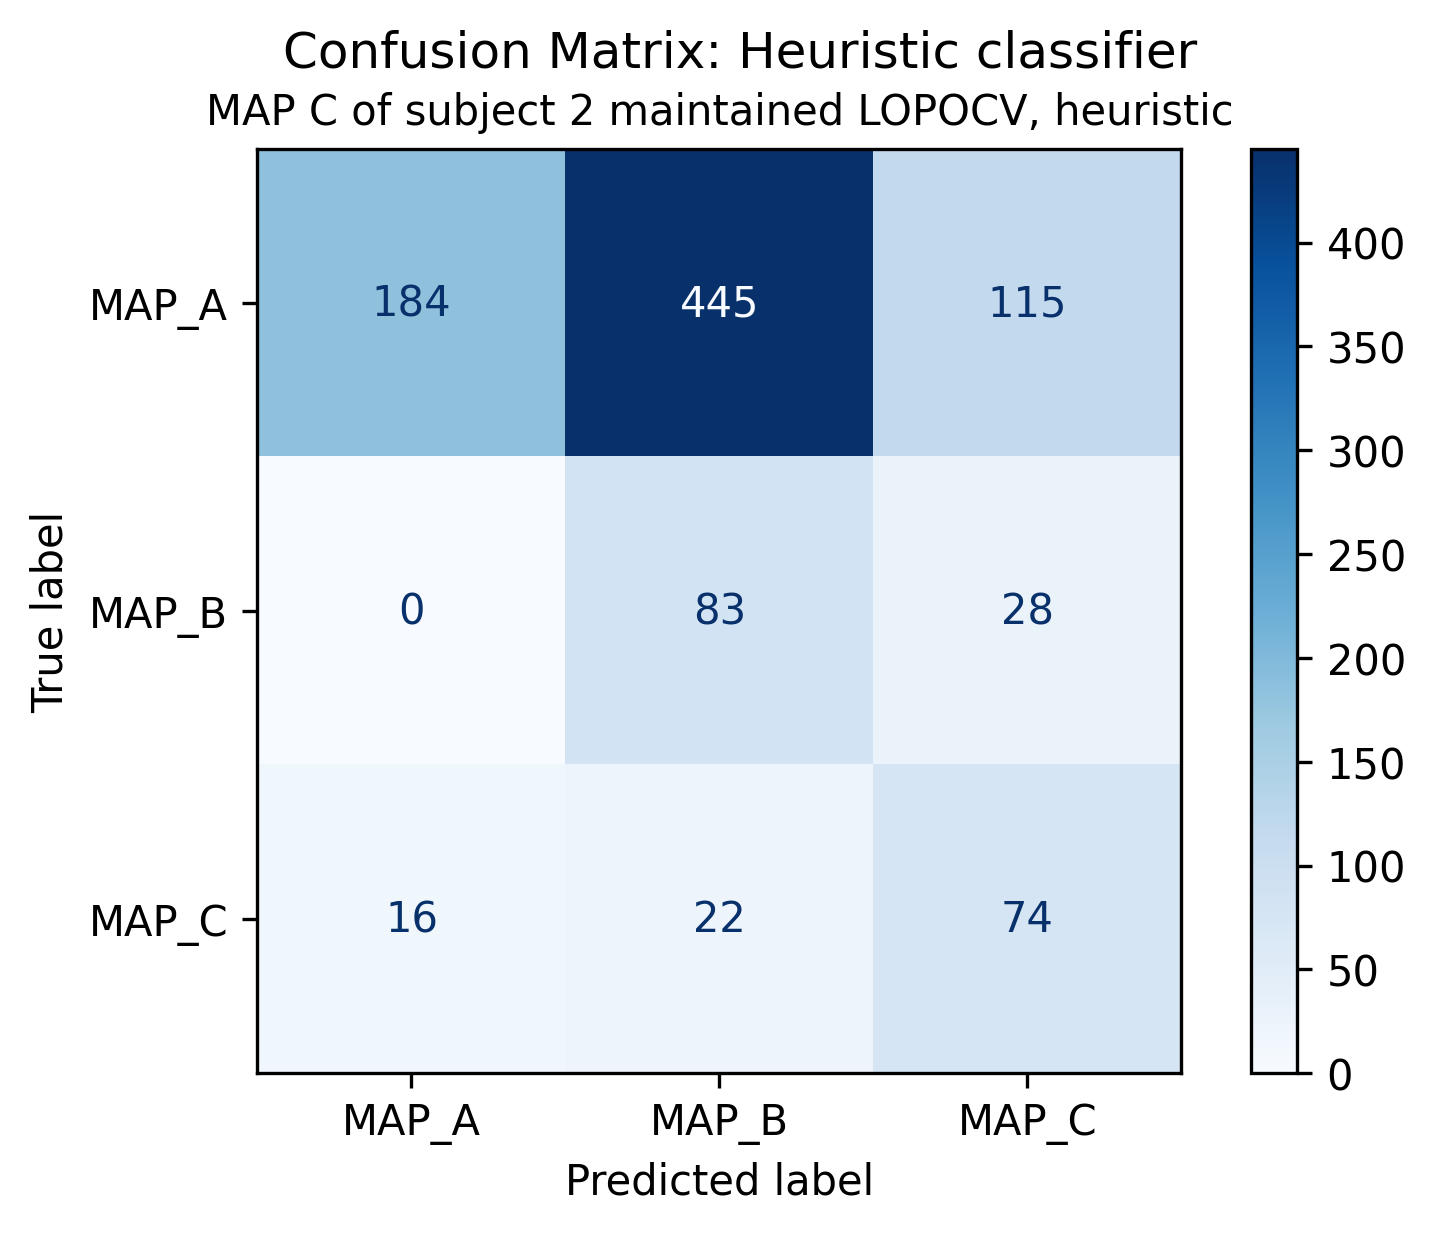 Confusion Matrix: Heuristic classifier
MAP C of subject 2 maintained LOPOCV, heuristic
True label
MAP_A
184
445
115
MAP_B
0
83
28
MAP_C
16
22
74
MAP_A
MAP_B
MAP_C
Predicted label
400
350
300
250
200
150
100
50
0